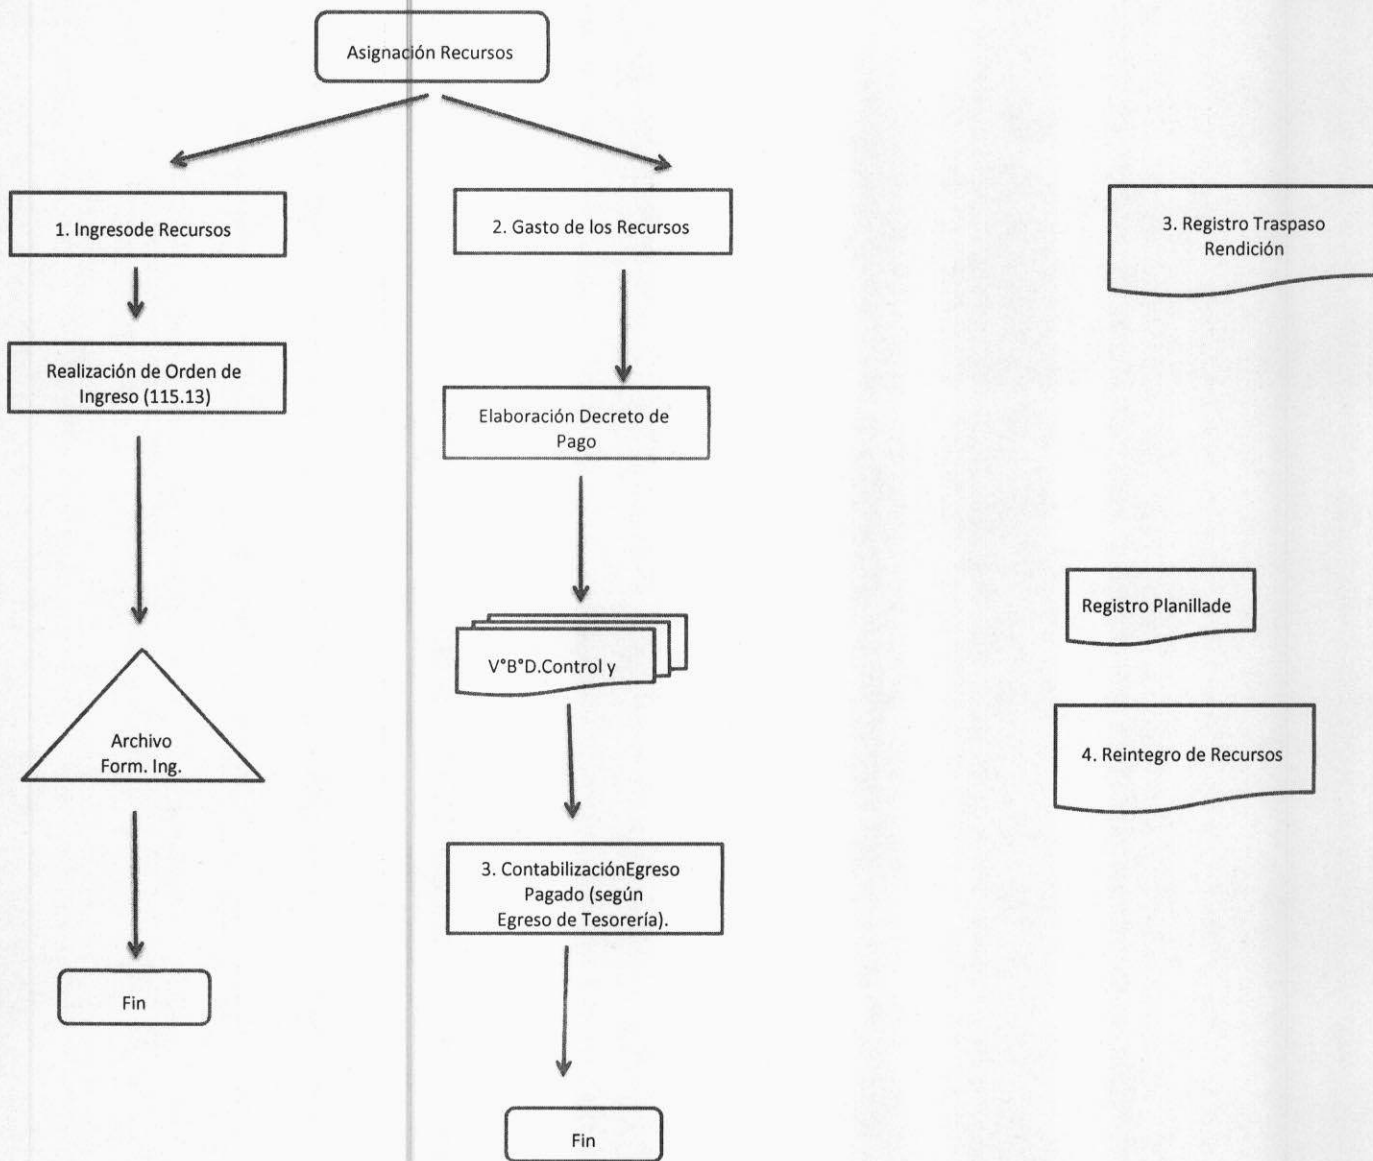 Asignación Recursos
1. Ingresode Recursos
2. Gasto de los Recursos
3. Registro Traspaso
Rendición
Realización de Orden de
Ingreso (115.13)
Elaboración Decreto de
Pago
Registro Planillade
V°B°D.Control y
Archivo
Form. Ing.
4. Reintegro de Recursos
3. ContabilizaciónEgreso
Pagado (según
Egreso de Tesorería).
Fin
Fin